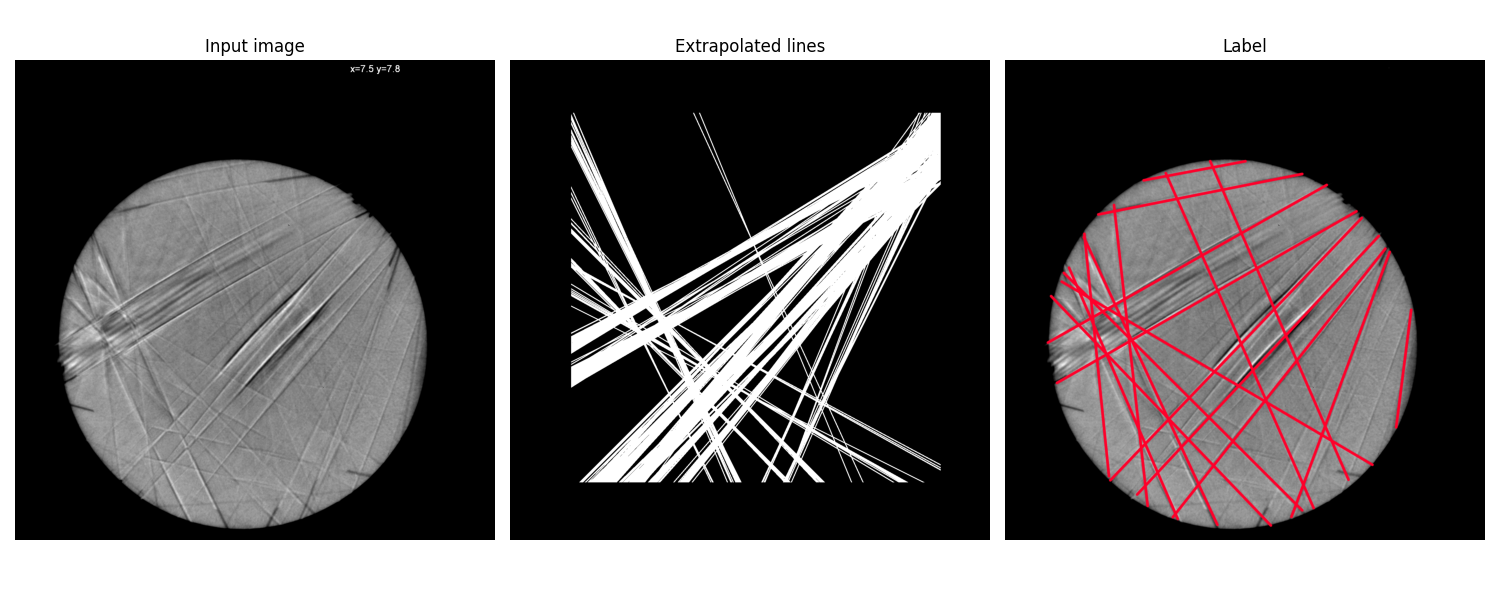 Input image
Extrapolated lines
Label
x=7.5 y=7.8